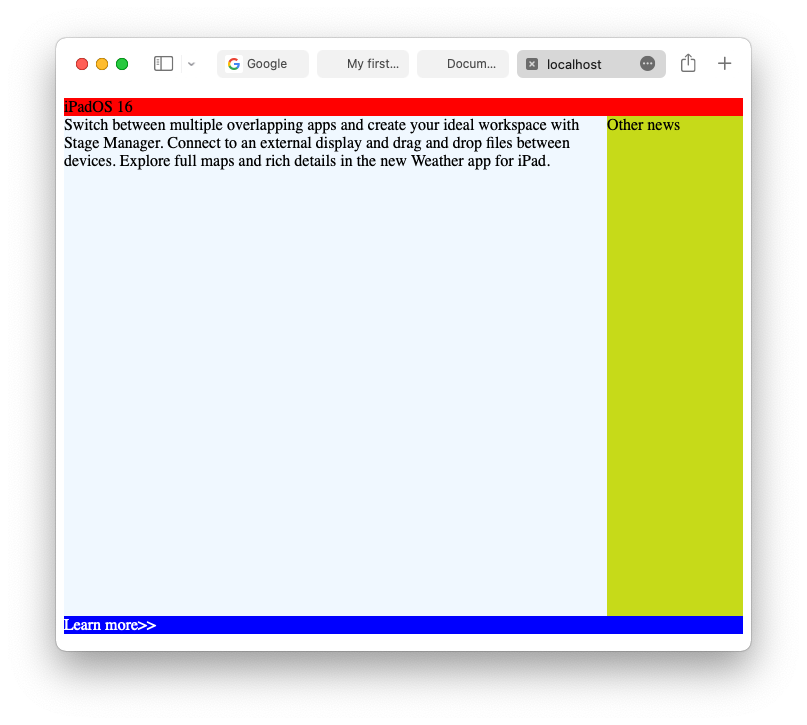 Google
My first...
Docum...
localhost
iPadOS 16
Switch between multiple overlapping apps and create your ideal workspace with
Stage Manager. Connect to an external display and drag and drop files between
devices. Explore full maps and rich details in the new Weather app for iPad.
Other news
Learn more>>